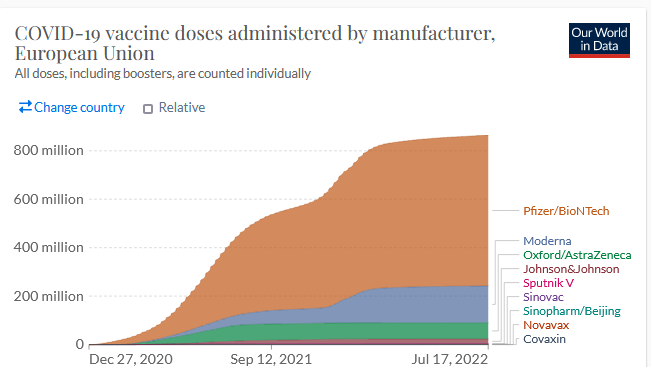 COVID-19 vaccine doses administered by manufacturer,
European Union
All doses, including boosters, are counted individually
Our World
in Data
Change country
Relative
800 million
600 million
400 million
200 million
0
Pfizer/BioNTech
Moderna
Oxford/AstraZeneca
Johnson&Johnson
Sputnik V
Sinovac
Sinopharm/Beijing
Novavax
Covaxin
Dec 27, 2020
Sep 12, 2021
Jul 17, 2022